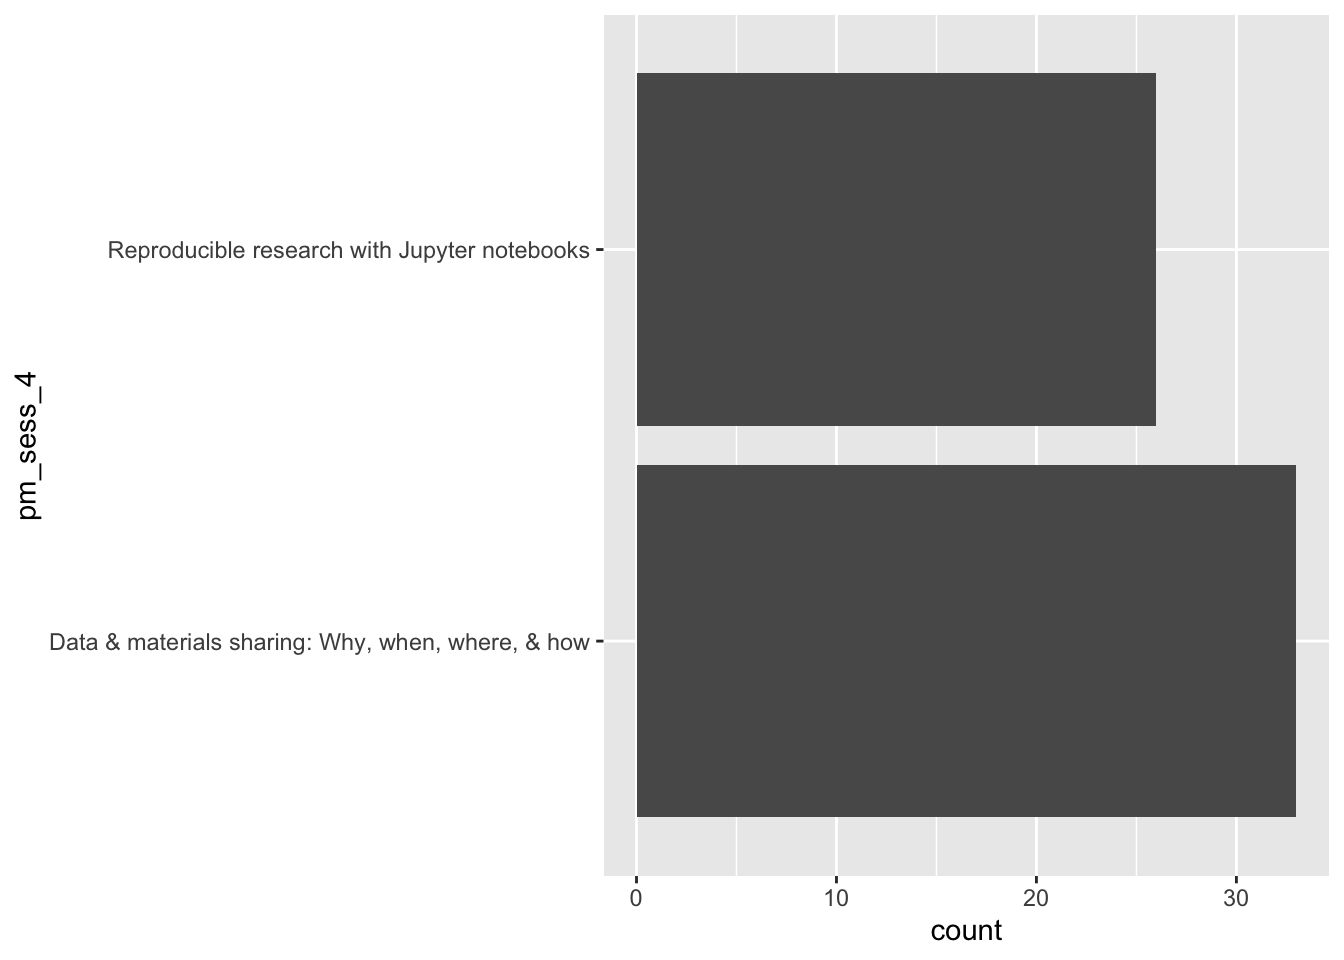 Reproducible research with Jupyter notebooks
pm_sess_4
Data & materials sharing: Why, when, where, & how
0 10 20 30
count